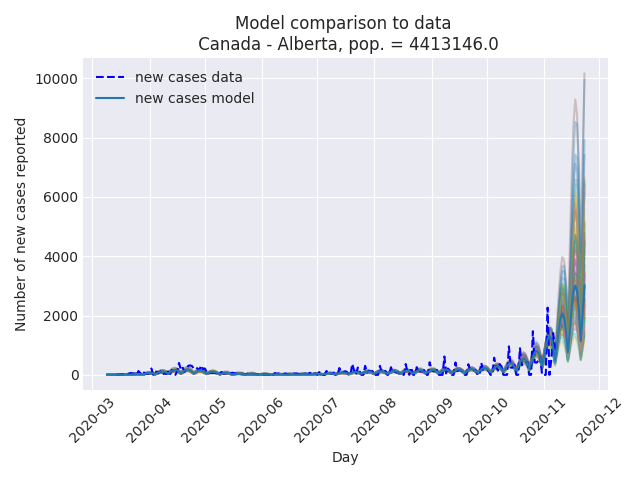 Model comparison to data
Canada - Alberta, pop. = 4413146.0
new cases data
new cases model
Number of new cases reported
10000
8000
6000
4000
2000
0
2020-03
2020-04
2020-05
2020-06
2020-07
2020-08
2020-09
2020-10
2020-11
2020-12
Day